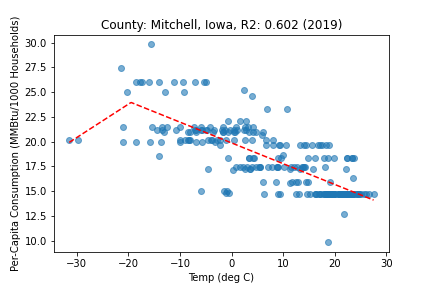 County: Mitchell, Iowa, R2: 0.602 (2019)
Per-Capita Consumption (MMBtu/1000 Households)
30.0
27.5
25.0
22.5
20.0
17.5
15.0
12.5
10.0
−30 −20 −10 0 10 20 30
Temp (deg C)